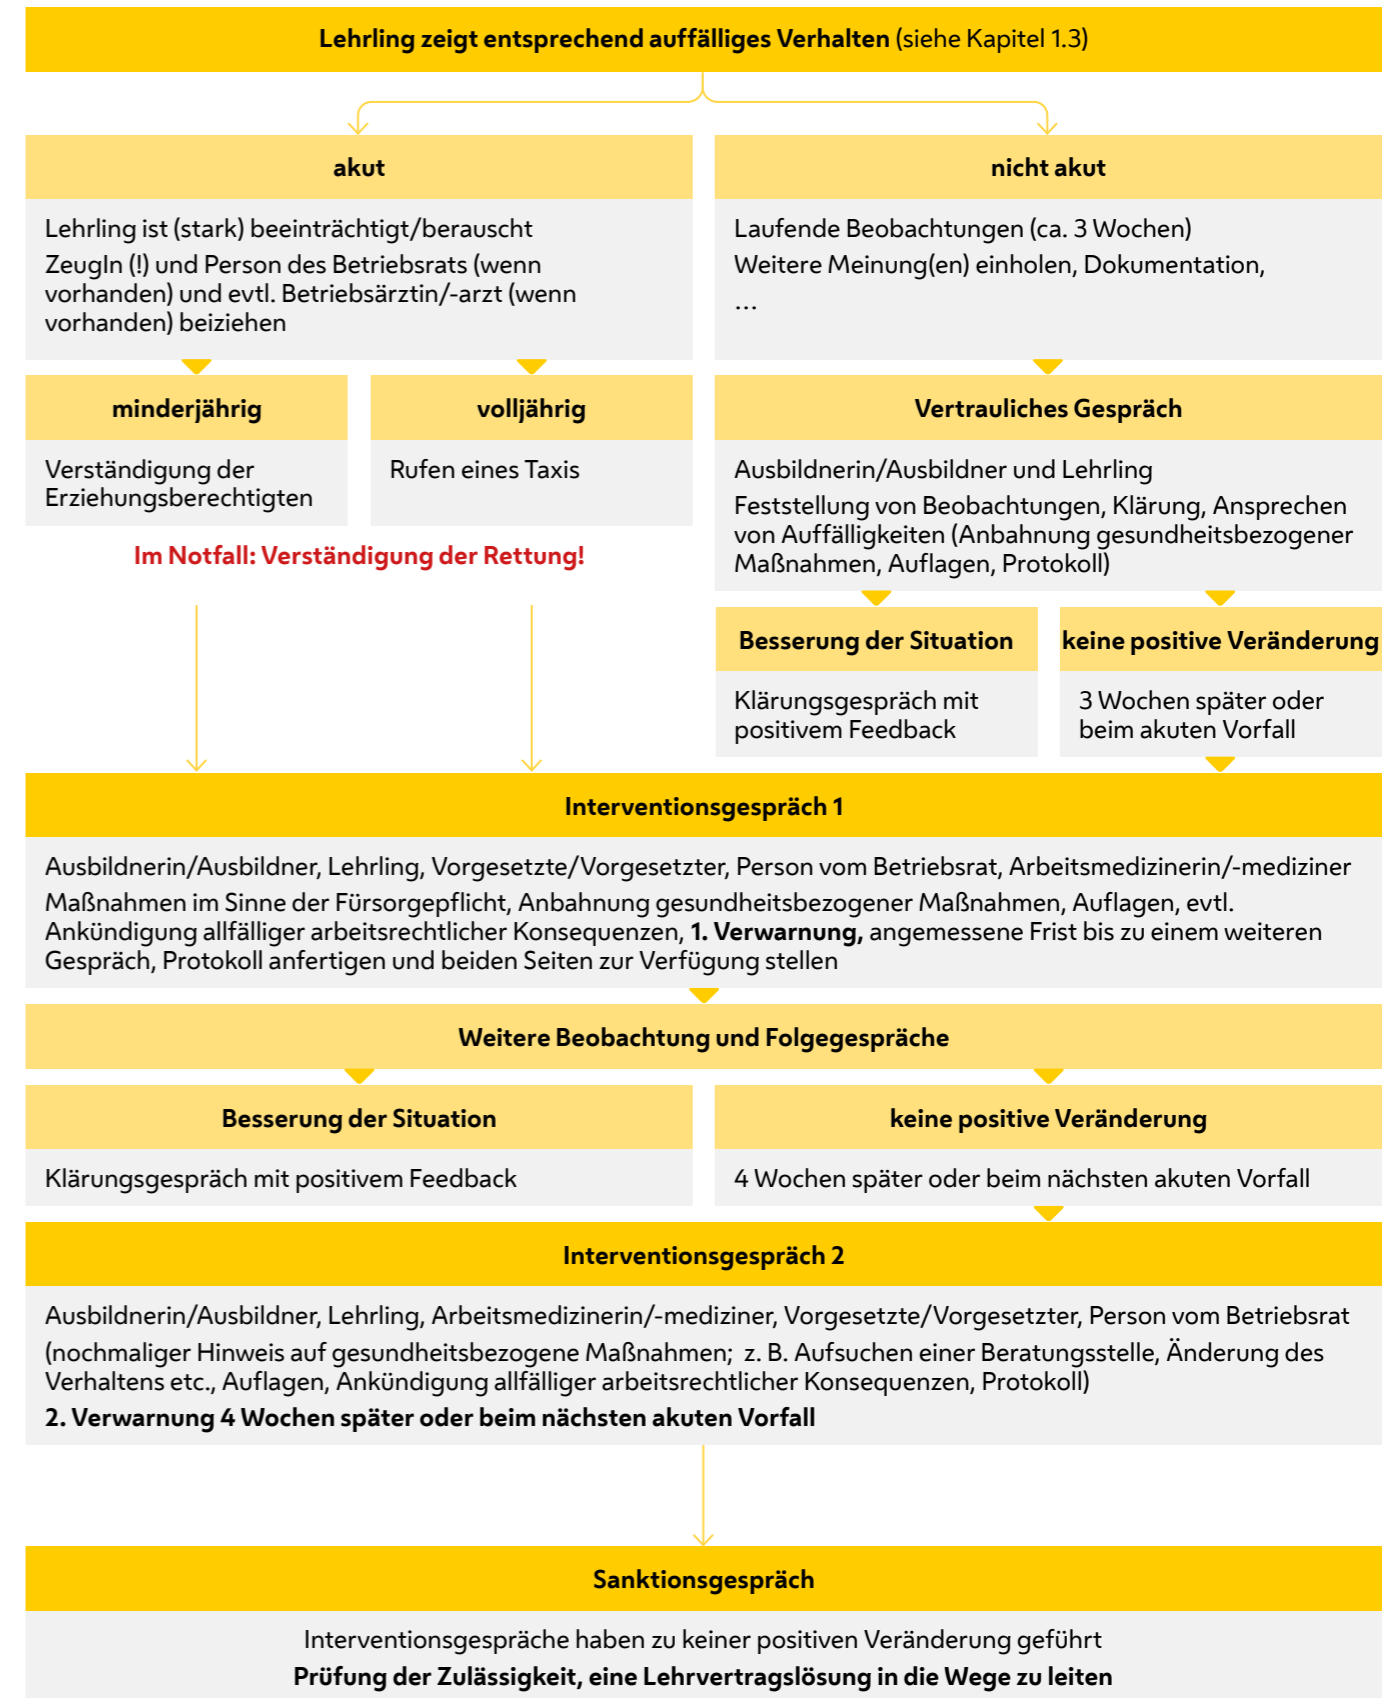 Lehrling zeigt entsprechend auffälliges Verhalten (siehe Kapitel 1.3)
akut
Lehrling ist (stark) beeinträchtigt/berauscht
ZeugIn (!) und Person des Betriebsrats (wenn
vorhanden) und evtl. Betriebsärztin/-arzt (wenn
vorhanden) beiziehen
nicht akut
Laufende Beobachtungen (ca. 3 Wochen)
Weitere Meinung(en) einholen, Dokumentation,
…
minderjährig
Verständigung der
Erziehungsberechtigten
volljährig
Rufen eines Taxis
Im Notfall: Verständigung der Rettung!
Vertrauliches Gespräch
Ausbildnerin/Ausbildner und Lehrling
Feststellung von Beobachtungen, Klärung, Ansprechen
von Auffälligkeiten (Anbahnung gesundheitsbezogener
Maßnahmen, Auflagen, Protokoll)
Besserung der Situation
Klärungsgespräch mit
positivem Feedback
keine positive Veränderung
3 Wochen später oder
beim akuten Vorfall
Interventionsgespräch 1
Ausbildnerin/Ausbildner, Lehrling, Vorgesetzte/Vorgesetzter, Person vom Betriebsrat, Arbeitsmedizinerin/-mediziner
Maßnahmen im Sinne der Fürsorgepflicht, Anbahnung gesundheitsbezogener Maßnahmen, Auflagen, evtl.
Ankündigung allfälliger arbeitsrechtlicher Konsequenzen, 1. Verwarnung, angemessene Frist bis zu einem weiteren
Gespräch, Protokoll anfertigen und beiden Seiten zur Verfügung stellen
Weitere Beobachtung und Folgegespräche
Besserung der Situation
Klärungsgespräch mit positivem Feedback
keine positive Veränderung
4 Wochen später oder beim nächsten akuten Vorfall
Interventionsgespräch 2
Ausbildnerin/Ausbildner, Lehrling, Arbeitsmedizinerin/-mediziner, Vorgesetzte/Vorgesetzter, Person vom Betriebsrat
(nochmaliger Hinweis auf gesundheitsbezogene Maßnahmen; z. B. Aufsuchen einer Beratungsstelle, Änderung des
Verhaltens etc., Auflagen, Ankündigung allfälliger arbeitsrechtlicher Konsequenzen, Protokoll)
2. Verwarnung 4 Wochen später oder beim nächsten akuten Vorfall
Sanktionsgespräch
Interventionsgespräche haben zu keiner positiven Veränderung geführt
Prüfung der Zulässigkeit, eine Lehrvertragslösung in die Wege zu leiten